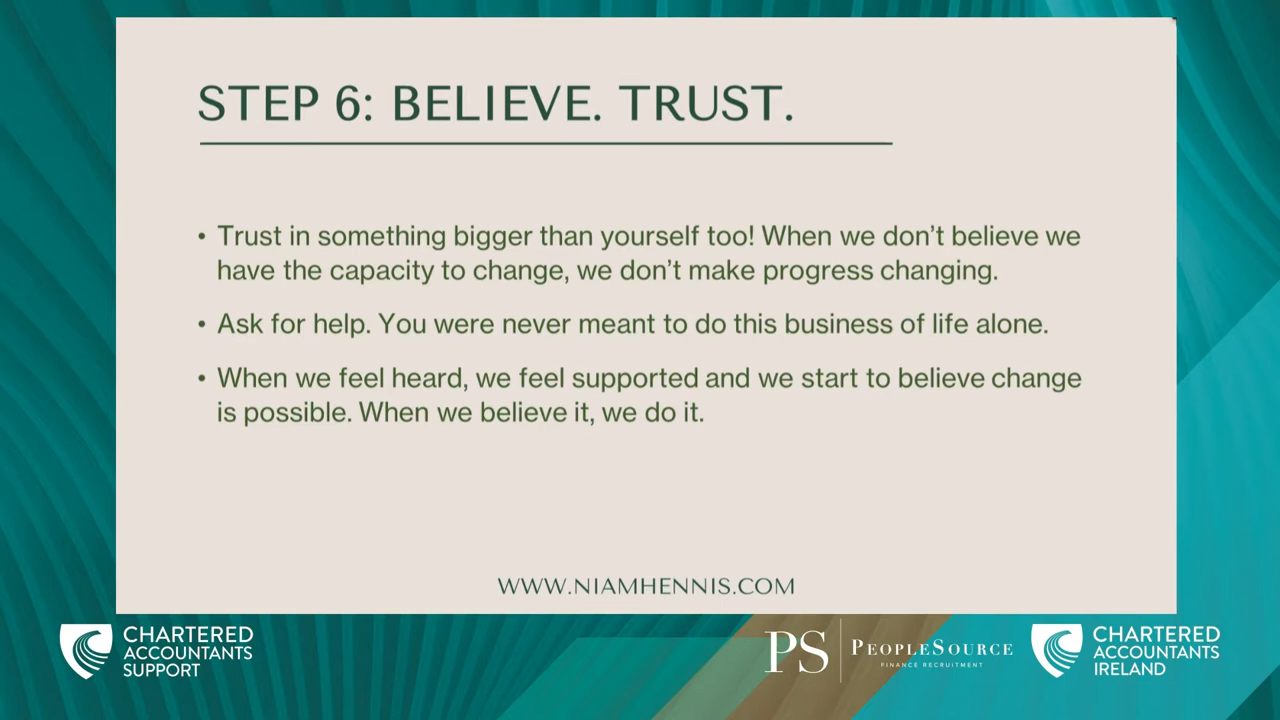 STEP 6: BELIEVE. TRUST.
• Trust in something bigger than yourself too! When we don’t believe we
have the capacity to change, we don’t make progress changing.
• Ask for help. You were never meant to do this business of life alone.
• When we feel heard, we feel supported and we start to believe change
is possible. When we believe it, we do it.
WWW.NIAMHENNIS.COM
CHARTERED
ACCOUNTANTS
SUPPORT
PS
PEOPLESOURCE
FINANCE RECRUITMENT
CHARTERED
ACCOUNTANTS
IRELAND